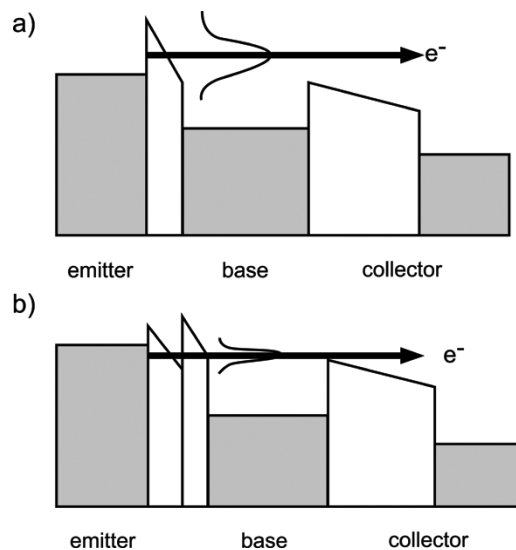 a)
e⁻
emitter base collector
b)
e⁻
emitter base collector